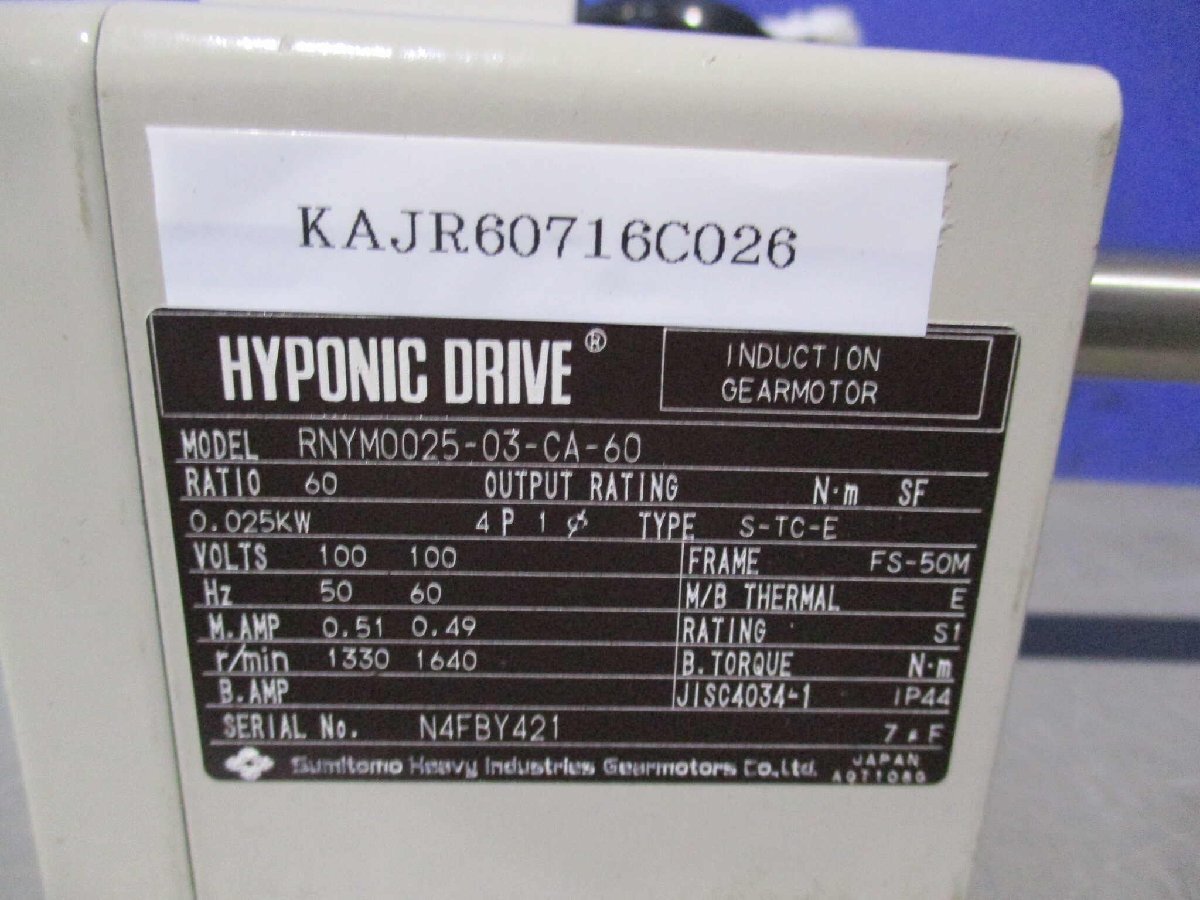 KAJR60716C026
HYPONIC DRIVE®
INDUCTION
GEARMOTOR
MODEL RNYM0025-03-CA-60
RATIO 60 OUTPUT RATING N·m SF
0.025KW 4P 1φ TYPE S-TC-E
VOLTS 100 100 FRAME FS-50M
Hz 50 60 M/B THERMAL E
M.AMP 0.51 0.49 RATING S1
r/min 1330 1640 B.TORQUE N·m
B.AMP JISC4034-1 IP44
SERIAL No. N4FBY421 7μF
Sumitomo Heavy Industries Gearmotors Co.,Ltd. JAPAN